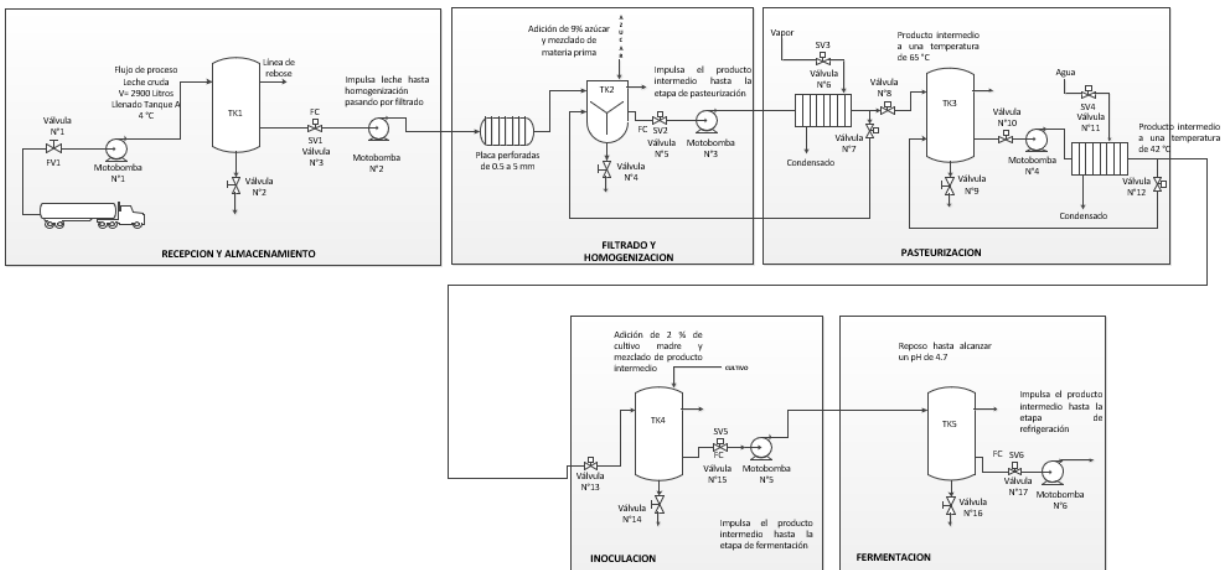 Flujo de proceso
Leche cruda
V= 2900 Litros
Llenado Tanque A
4 °C
Válvula
N°1
FV1
Motobomba
N°1
TK1
Línea de
rebose
Válvula
N°2
FC
SV1
Válvula
N°3
Impulsa leche hasta
homogenización
pasando por filtrado
Motobomba
N°2
RECEPCION Y ALMACENAMIENTO
Adición de 9% azúcar
y mezclado de
materia prima
AZUCAR
Placa perforadas
de 0.5 a 5 mm
TK2
Válvula
N°4
Impulsa el producto
intermedio hasta la
etapa de pasteurización
FC
SV2
Válvula
N°5
Motobomba
N°3
FILTRADO Y
HOMOGENIZACION
Vapor
SV3
Válvula
N°6
Condensado
Válvula
N°7
Válvula
N°8
Producto intermedio
a una temperatura de
65 °C
TK3
Válvula
N°9
Válvula
N°10
Motobomba
N°4
Agua
SV4
Válvula
N°11
Condensado
Producto intermedio
a una temperatura
de 42 °C
Válvula
N°12
PASTEURIZACION
Adición de 2 % de
cultivo madre y
mezclado de producto
intermedio
CULTIVO
Válvula
N°13
TK4
Válvula
N°14
SV5
FC
Válvula
N°15
Motobomba
N°5
Impulsa el producto
intermedio hasta la
etapa de fermentación
INOCULACION
Reposo hasta alcanzar
un pH de 4.7
TK5
Válvula
N°16
Impulsa el producto
intermedio hasta la
etapa de
refrigeración
FC
SV6
Válvula
N°17
Motobomba
N°6
FERMENTACION